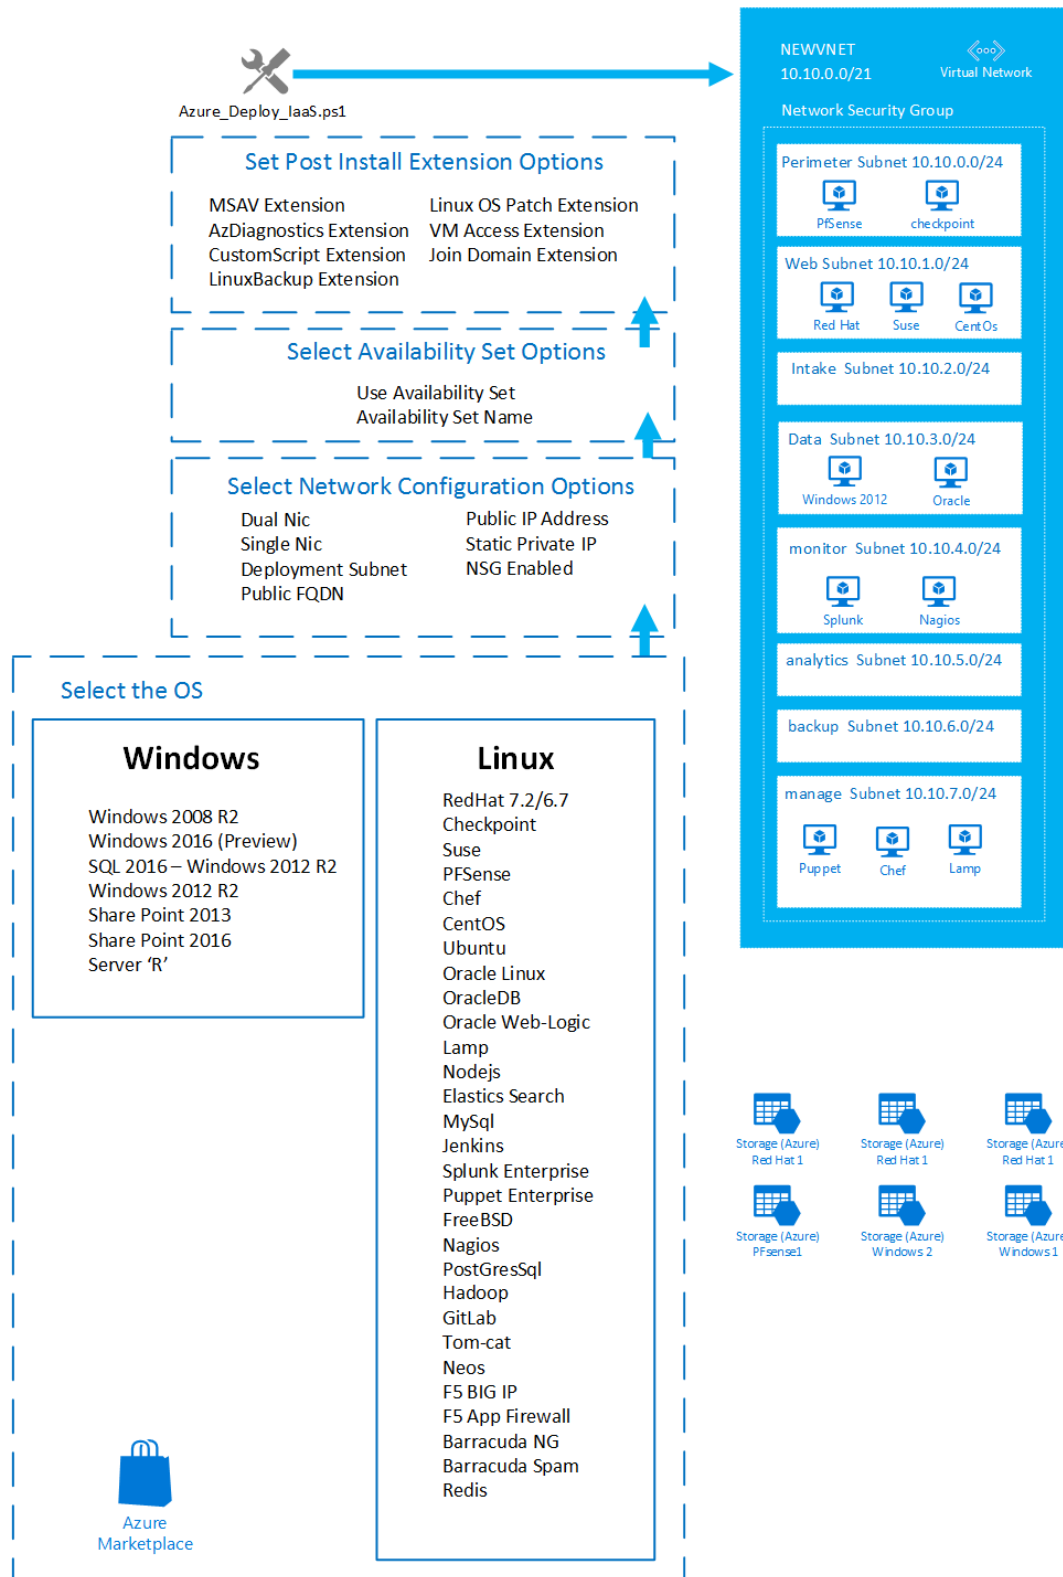 Azure_Deploy_IaaS.ps1
Set Post Install Extension Options
MSAV Extension
AzDiagnostics Extension
CustomScript Extension
LinuxBackup Extension
Linux OS Patch Extension
VM Access Extension
Join Domain Extension
Select Availability Set Options
Use Availability Set
Availability Set Name
Select Network Configuration Options
Dual Nic
Single Nic
Deployment Subnet
Public FQDN
Public IP Address
Static Private IP
NSG Enabled
Select the OS
Windows
Windows 2008 R2
Windows 2016 (Preview)
SQL 2016 – Windows 2012 R2
Windows 2012 R2
Share Point 2013
Share Point 2016
Server ‘R’
Azure
Marketplace
Linux
RedHat 7.2/6.7
Checkpoint
Suse
PFSense
Chef
CentOS
Ubuntu
Oracle Linux
OracleDB
Oracle Web-Logic
Lamp
Nodejs
Elastics Search
MySql
Jenkins
Splunk Enterprise
Puppet Enterprise
FreeBSD
Nagios
PostGresSql
Hadoop
GitLab
Tom-cat
Neos
F5 BIG IP
F5 App Firewall
Barracuda NG
Barracuda Spam
Redis
NEWVNET
10.10.0.0/21
Virtual Network
Network Security Group
Perimeter Subnet 10.10.0.0/24
PfSense
checkpoint
Web Subnet 10.10.1.0/24
Red Hat
Suse
CentOs
Intake Subnet 10.10.2.0/24
Data Subnet 10.10.3.0/24
Windows 2012
Oracle
monitor Subnet 10.10.4.0/24
Splunk
Nagios
analytics Subnet 10.10.5.0/24
backup Subnet 10.10.6.0/24
manage Subnet 10.10.7.0/24
Puppet
Chef
Lamp
Storage (Azure)
Red Hat 1
Storage (Azure)
Red Hat 1
Storage (Azure
Red Hat 1
Storage (Azure)
PFsense1
Storage (Azure)
Windows 2
Storage (Azure
Windows 1